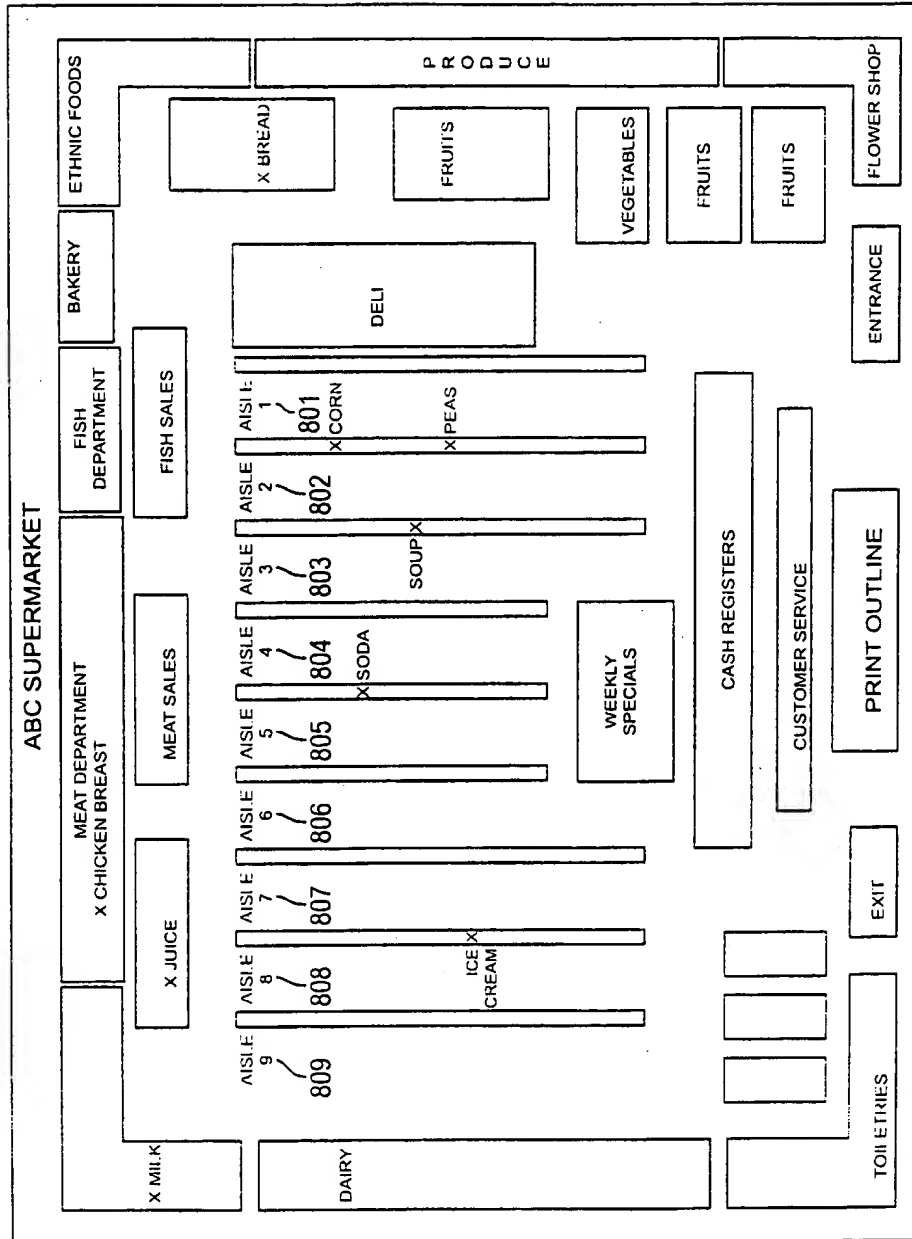 ABC SUPERMARKET
MEAT DEPARTMENT
X CHICKEN BREAST
FISH
DEPARTMENT
BAKERY
ETHNIC FOODS
X MILK
X JUICE
MEAT SALES
FISH SALES
X BREAD
AISLE
9
809
AISLE
8
808
AISLE
7
807
AISLE
6
806
AISLE
5
805
AISLE
4
804
AISLE
3
803
AISLE
2
802
AISLE
1
801
DAIRY
ICE X
CREAM
X SODA
SOUP X
X CORN
X PEAS
DELI
FRUITS
PRODUCE
VEGETABLES
FRUITS
FRUITS
WEEKLY
SPECIALS
CASH REGISTERS
CUSTOMER SERVICE
TOILETRIES
EXIT
PRINT OUTLINE
ENTRANCE
FLOWER SHOP